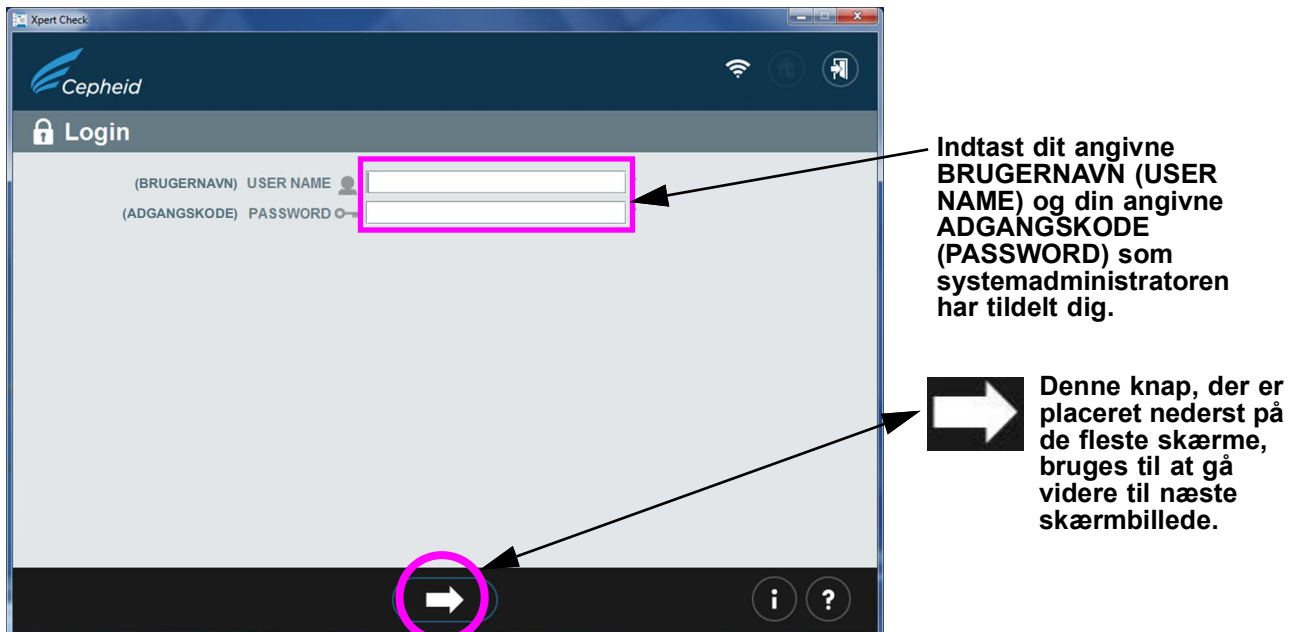 Xpert Check
Cepheid
Login
(BRUGERNAVN) USER NAME
(ADGANGSKODE) PASSWORD
Indtast dit angivne
BRUGERNAVN (USER
NAME) og din angivne
ADGANGSKODE
(PASSWORD) som
systemadministratoren
har tildelt dig.
Denne knap, der er
placeret nederst på
de fleste skærme,
bruges til at gå
videre til næste
skærmbillede.
i ?